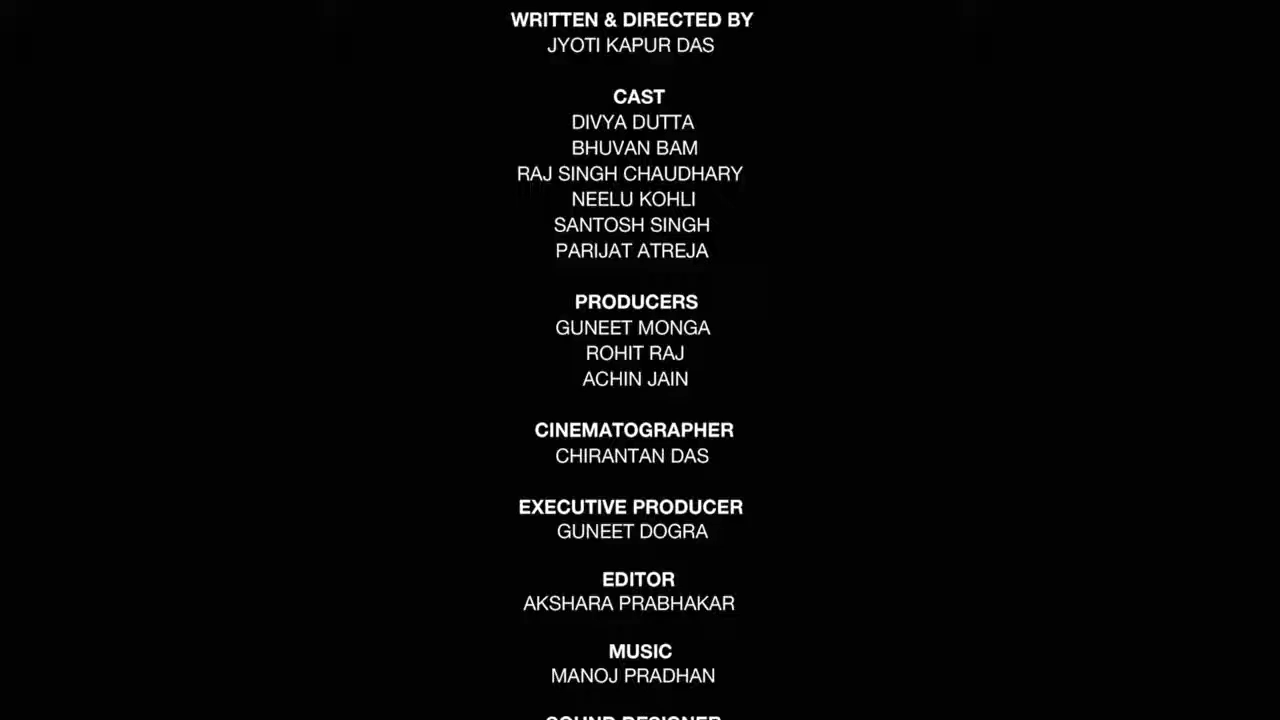 WRITTEN & DIRECTED BY
JYOTI KAPUR DAS
CAST
DIVYA DUTTA
BHUVAN BAM
RAJ SINGH CHAUDHARY
NEELU KOHLI
SANTOSH SINGH
PARIJAT ATREJA
PRODUCERS
GUNEET MONGA
ROHIT RAJ
ACHIN JAIN
CINEMATOGRAPHER
CHIRANTAN DAS
EXECUTIVE PRODUCER
GUNEET DOGRA
EDITOR
AKSHARA PRABHAKAR
MUSIC
MANOJ PRADHAN
SOUND DESIGNER